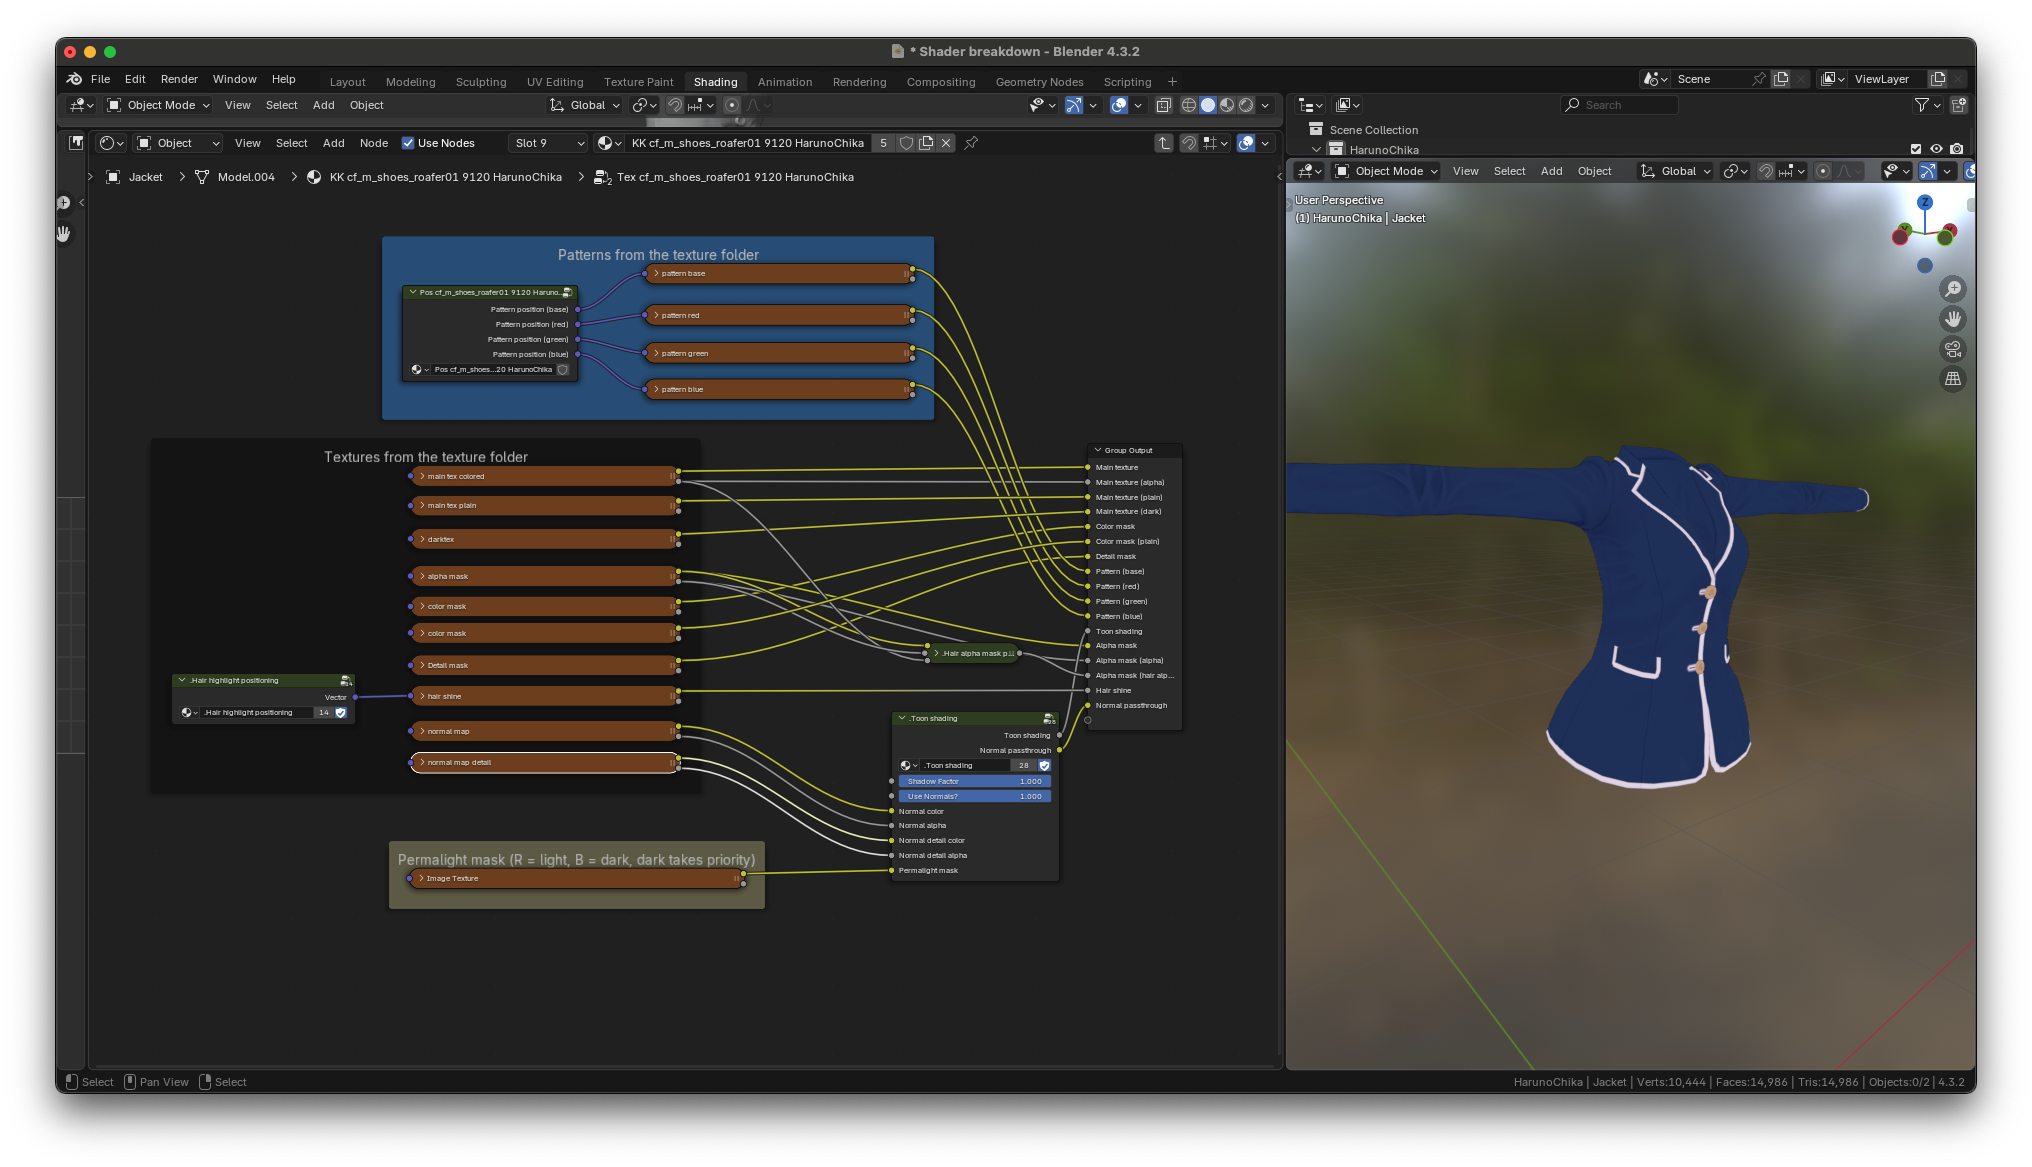 * Shader breakdown - Blender 4.3.2
File Edit Render Window Help
Layout Modeling Sculpting UV Editing Texture Paint Shading Animation Rendering Compositing Geometry Nodes Scripting +
Scene
ViewLayer
Object Mode View Select Add Object
Global
Search
Scene Collection
HarunoChika
Object View Select Add Node Use Nodes
Slot 9
KK cf_m_shoes_roafer01 9120 HarunoChika 5
Jacket > Model.004 > KK cf_m_shoes_roafer01 9120 HarunoChika > Tex cf_m_shoes_roafer01 9120 HarunoChika
Object Mode View Select Add Object
Global
User Perspective
(1) HarunoChika | Jacket
Z
Patterns from the texture folder
Pos cf_m_shoes_roafer01 9120 Haruno...
Pattern position (base)
Pattern position (red)
Pattern position (green)
Pattern position (blue)
Pos cf_m_shoes...20 HarunoChika
pattern base
pattern red
pattern green
pattern blue
Textures from the texture folder
main tex colored
main tex plain
darktex
alpha mask
color mask
color mask
Detail mask
hair shine
normal map
normal map detail
.Hair highlight positioning
Vector
.Hair highlight positioning 14
Permalight mask (R = light, B = dark, dark takes priority)
Image Texture
.Hair alpha mask p...
.Toon shading
Toon shading
Normal passthrough
.Toon shading 28
Shadow Factor 1.000
Use Normals? 1.000
Normal color
Normal alpha
Normal detail color
Normal detail alpha
Permalight mask
Group Output
Main texture
Main texture (alpha)
Main texture (plain)
Main texture (dark)
Color mask
Color mask (plain)
Detail mask
Pattern (base)
Pattern (red)
Pattern (green)
Pattern (blue)
Toon shading
Alpha mask
Alpha mask (alpha)
Alpha mask (hair alp...
Hair shine
Normal passthrough
Select Pan View Select
HarunoChika | Jacket | Verts:10,444 | Faces:14,986 | Tris:14,986 | Objects:0/2 | 4.3.2